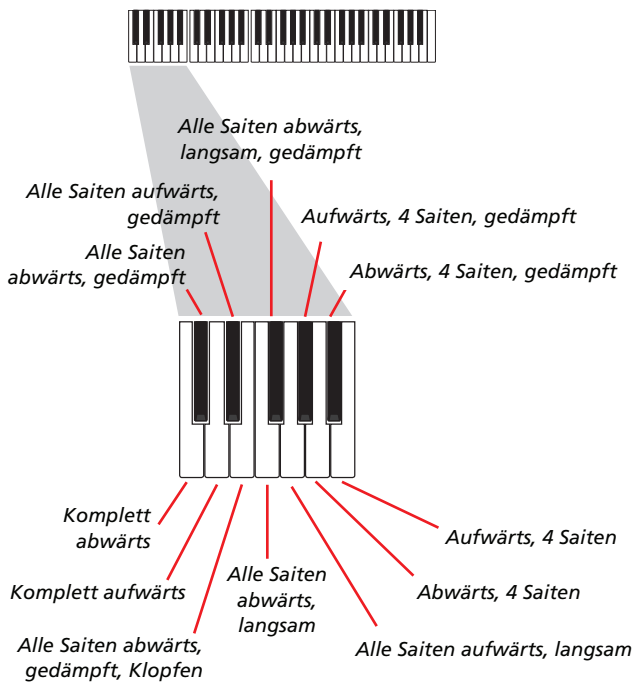 Alle Saiten abwärts,
langsam, gedämpft
Alle Saiten aufwärts,
gedämpft
Aufwärts, 4 Saiten, gedämpft
Alle Saiten
abwärts, gedämpft
Abwärts, 4 Saiten, gedämpft
Komplett
abwärts
Aufwärts, 4 Saiten
Komplett aufwärts
Alle Saiten
abwärts,
langsam
Abwärts, 4 Saiten
Alle Saiten abwärts,
gedämpft, Klopfen
Alle Saiten aufwärts, langsam